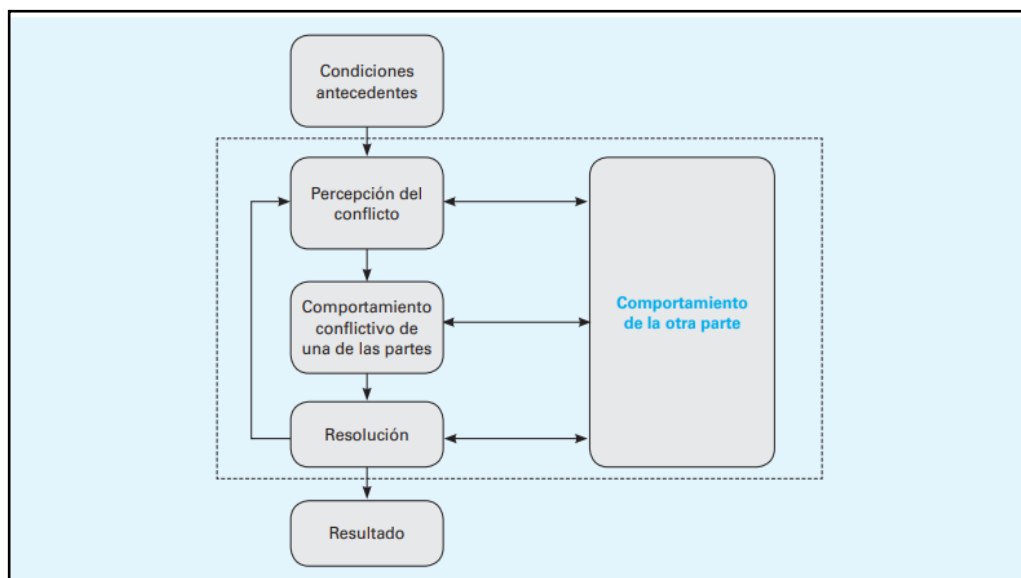 Condiciones
antecedentes
Percepción del
conflicto
Comportamiento
conflictivo de
una de las partes
Comportamiento
de la otra parte
Resolución
Resultado